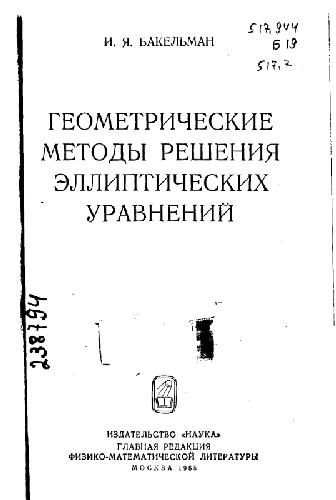 517,944
Б 19
517,2
И. Я. БАКЕЛЬМАН
ГЕОМЕТРИЧЕСКИЕ
МЕТОДЫ РЕШЕНИЯ
ЭЛЛИПТИЧЕСКИХ
УРАВНЕНИЙ
238794
ИЗДАТЕЛЬСТВО «НАУКА»
ГЛАВНАЯ РЕДАКЦИЯ
ФИЗИКО-МАТЕМАТИЧЕСКОЙ ЛИТЕРАТУРЫ
МОСКВА 1965